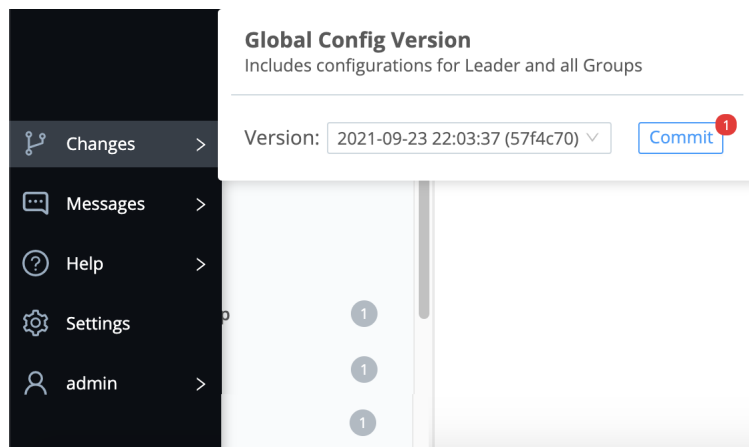 Global Config Version
Includes configurations for Leader and all Groups
Version: 2021-09-23 22:03:37 (57f4c70) Commit 1
Changes
Messages
Help
Settings
admin
p 1
1
1